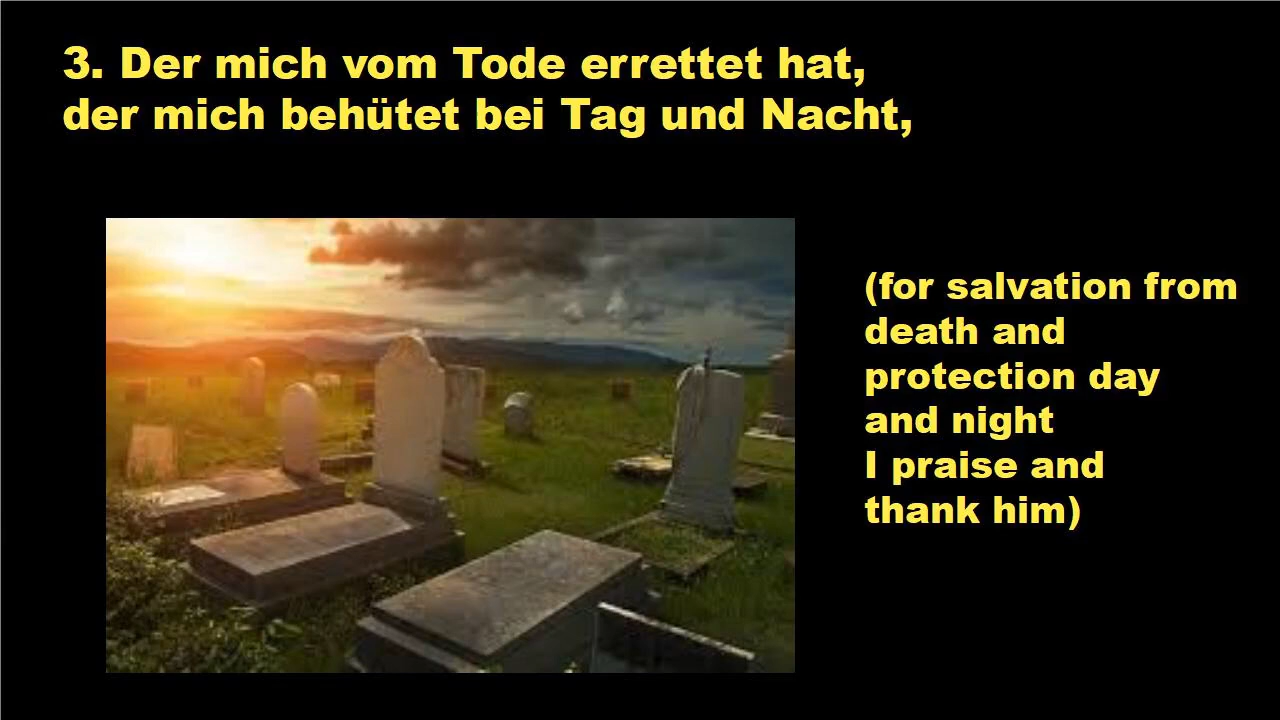 3. Der mich vom Tode errettet hat,
der mich behütet bei Tag und Nacht,
(for salvation from
death and
protection day
and night
I praise and
thank him)